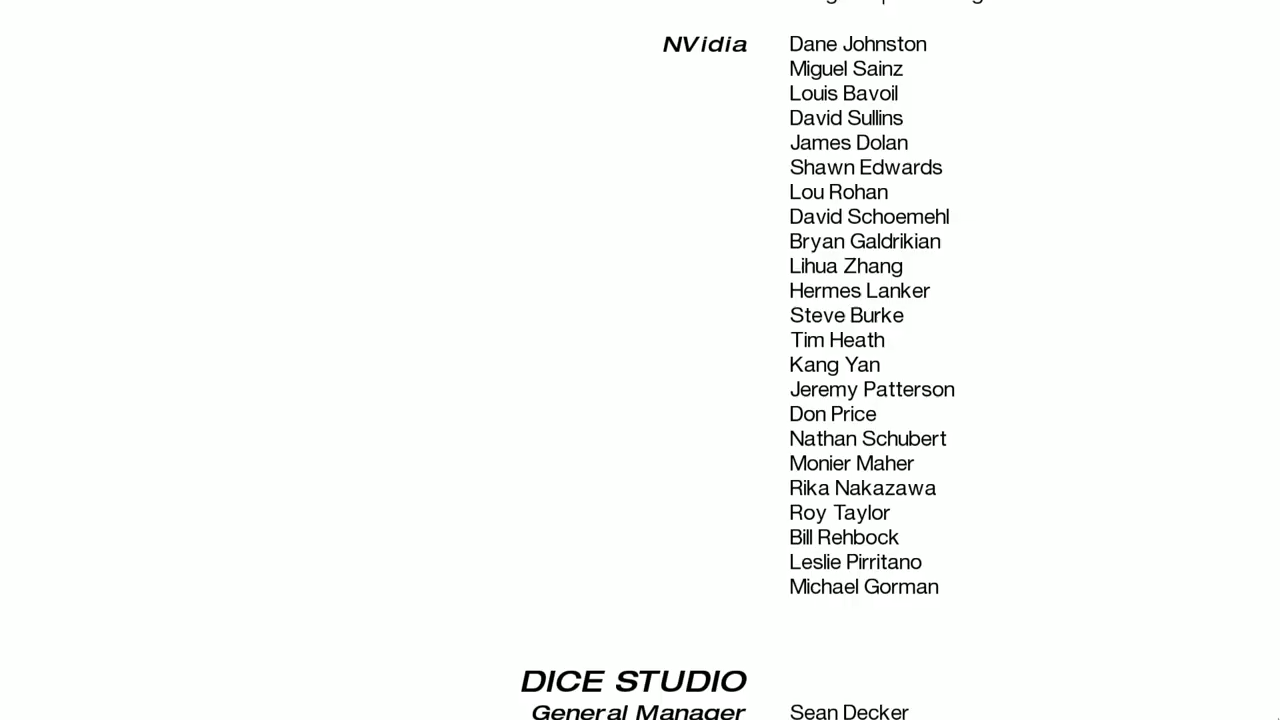 NVidia Dane Johnston
Miguel Sainz
Louis Bavoil
David Sullins
James Dolan
Shawn Edwards
Lou Rohan
David Schoemehl
Bryan Galdrikian
Lihua Zhang
Hermes Lanker
Steve Burke
Tim Heath
Kang Yan
Jeremy Patterson
Don Price
Nathan Schubert
Monier Maher
Rika Nakazawa
Roy Taylor
Bill Rehbock
Leslie Pirritano
Michael Gorman
DICE STUDIO
General Manager Sean Decker